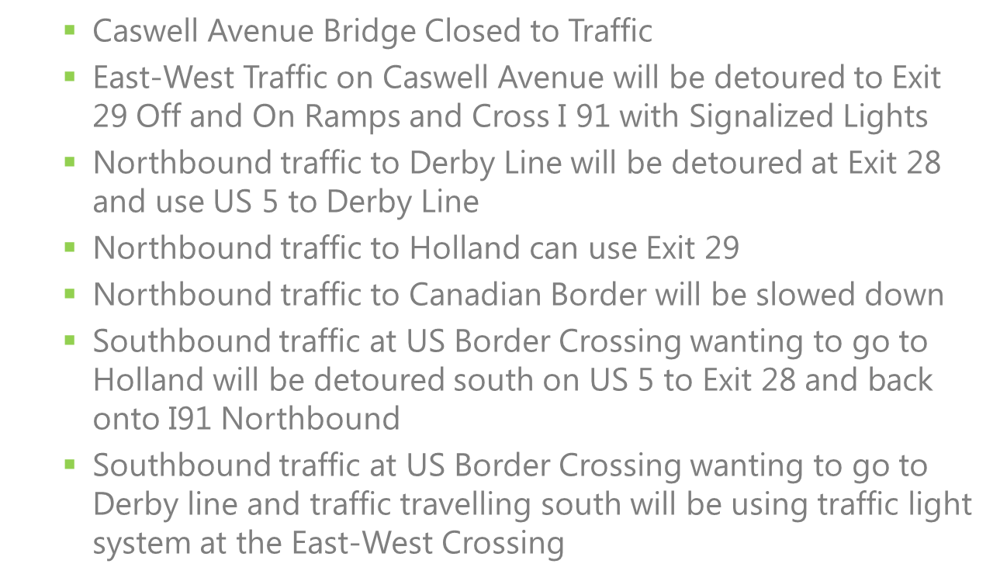 ▪ Caswell Avenue Bridge Closed to Traffic
▪ East-West Traffic on Caswell Avenue will be detoured to Exit
29 Off and On Ramps and Cross I 91 with Signalized Lights
▪ Northbound traffic to Derby Line will be detoured at Exit 28
and use US 5 to Derby Line
▪ Northbound traffic to Holland can use Exit 29
▪ Northbound traffic to Canadian Border will be slowed down
▪ Southbound traffic at US Border Crossing wanting to go to
Holland will be detoured south on US 5 to Exit 28 and back
onto I91 Northbound
▪ Southbound traffic at US Border Crossing wanting to go to
Derby line and traffic travelling south will be using traffic light
system at the East-West Crossing